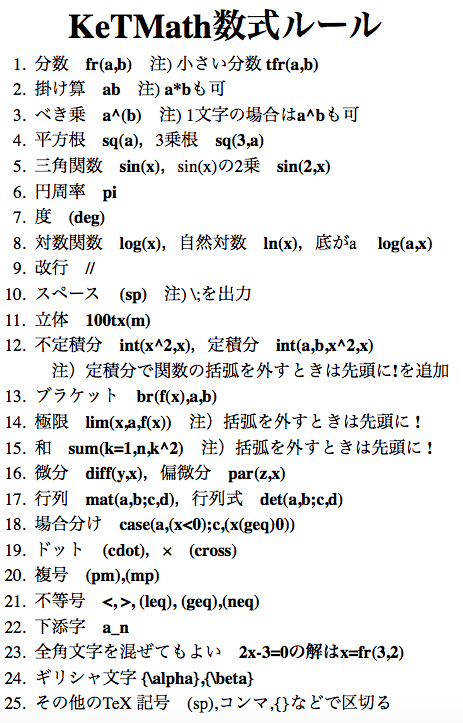 KeTMath数式ルール
1. 分数　fr(a,b)　注) 小さい分数 tfr(a,b)
2. 掛け算　ab　注) a*bも可
3. べき乗　a^(b)　注) 1文字の場合はa^bも可
4. 平方根　sq(a)，3乗根　sq(3,a)
5. 三角関数　sin(x)，sin(x)の2乗　sin(2,x)
6. 円周率　pi
7. 度　(deg)
8. 対数関数　log(x)，自然対数　ln(x)，底がa　log(a,x)
9. 改行　//
10. スペース　(sp)　注) \;を出力
11. 立体　100tx(m)
12. 不定積分　int(x^2,x)，定積分　int(a,b,x^2,x)
注）定積分で関数の括弧を外すときは先頭に!を追加
13. ブラケット　br(f(x),a,b)
14. 極限　lim(x,a,f(x))　注）括弧を外すときは先頭に！
15. 和　sum(k=1,n,k^2)　注）括弧を外すときは先頭に！
16. 微分　diff(y,x)，偏微分　par(z,x)
17. 行列　mat(a,b;c,d)，行列式　det(a,b;c,d)
18. 場合分け　case(a,(x<0);c,(x(geq)0))
19. ドット　(cdot)，×　(cross)
20. 複号　(pm),(mp)
21. 不等号　<, >, (leq), (geq),(neq)
22. 下添字　a_n
23. 全角文字を混ぜてもよい　2x-3=0の解はx=fr(3,2)
24. ギリシャ文字 {\alpha},{\beta}
25. その他のTeX 記号　(sp),コンマ,{}などで区切る